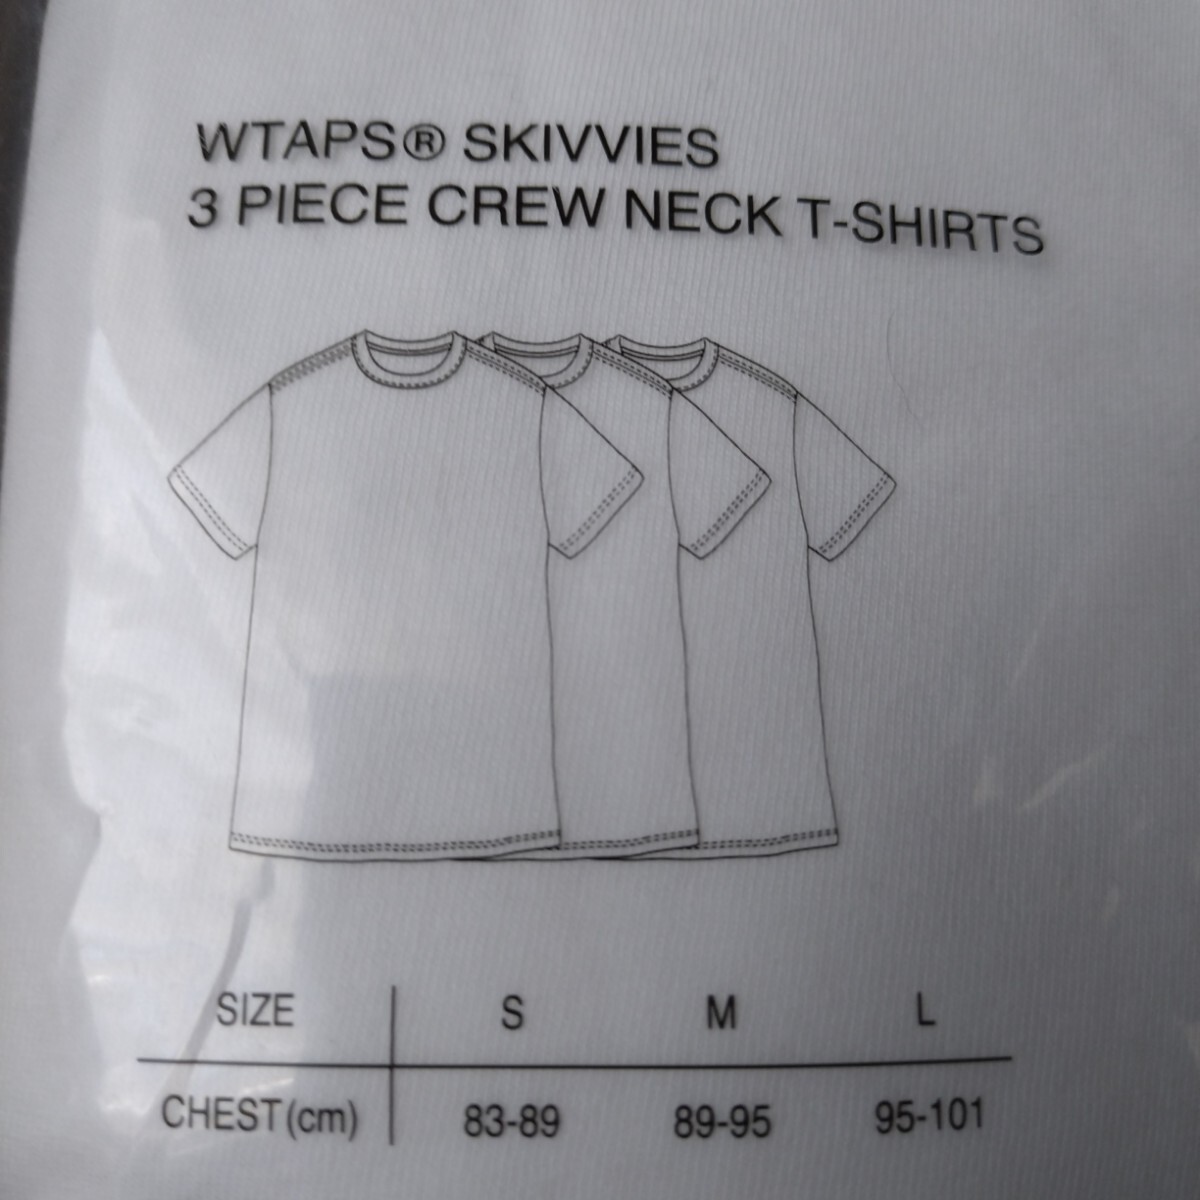 WTAPS® SKIVVIES
3 PIECE CREW NECK T-SHIRTS
SIZE S M L
CHEST(cm) 83-89 89-95 95-101